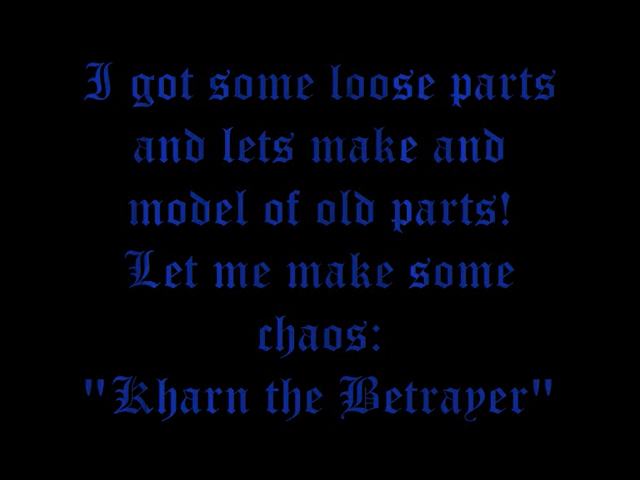 I got some loose parts
and lets make and
model of old parts!
Let me make some
chaos:
"Kharn the Betrayer"